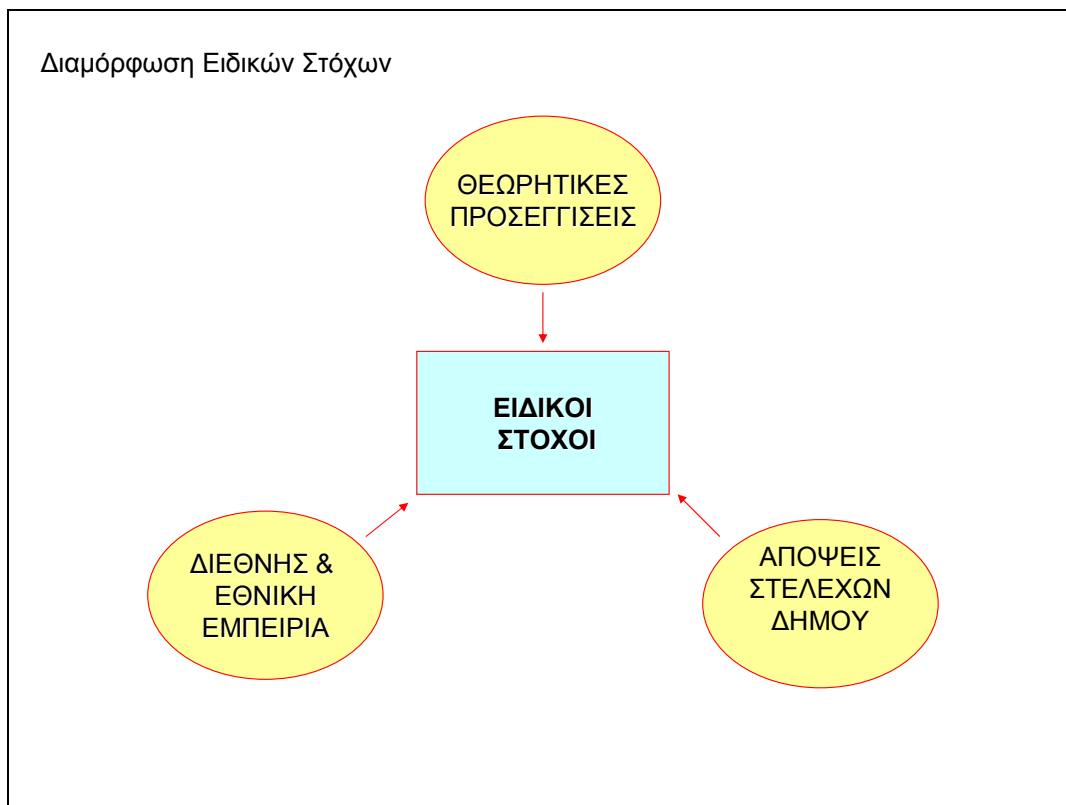 Διαμόρφωση Ειδικών Στόχων
ΘΕΩΡΗΤΙΚΕΣ
ΠΡΟΣΕΓΓΙΣΕΙΣ
ΕΙΔΙΚΟΙ
ΣΤΟΧΟΙ
ΔΙΕΘΝΗΣ &
ΕΘΝΙΚΗ
ΕΜΠΕΙΡΙΑ
ΑΠΟΨΕΙΣ
ΣΤΕΛΕΧΩΝ
ΔΗΜΟΥ